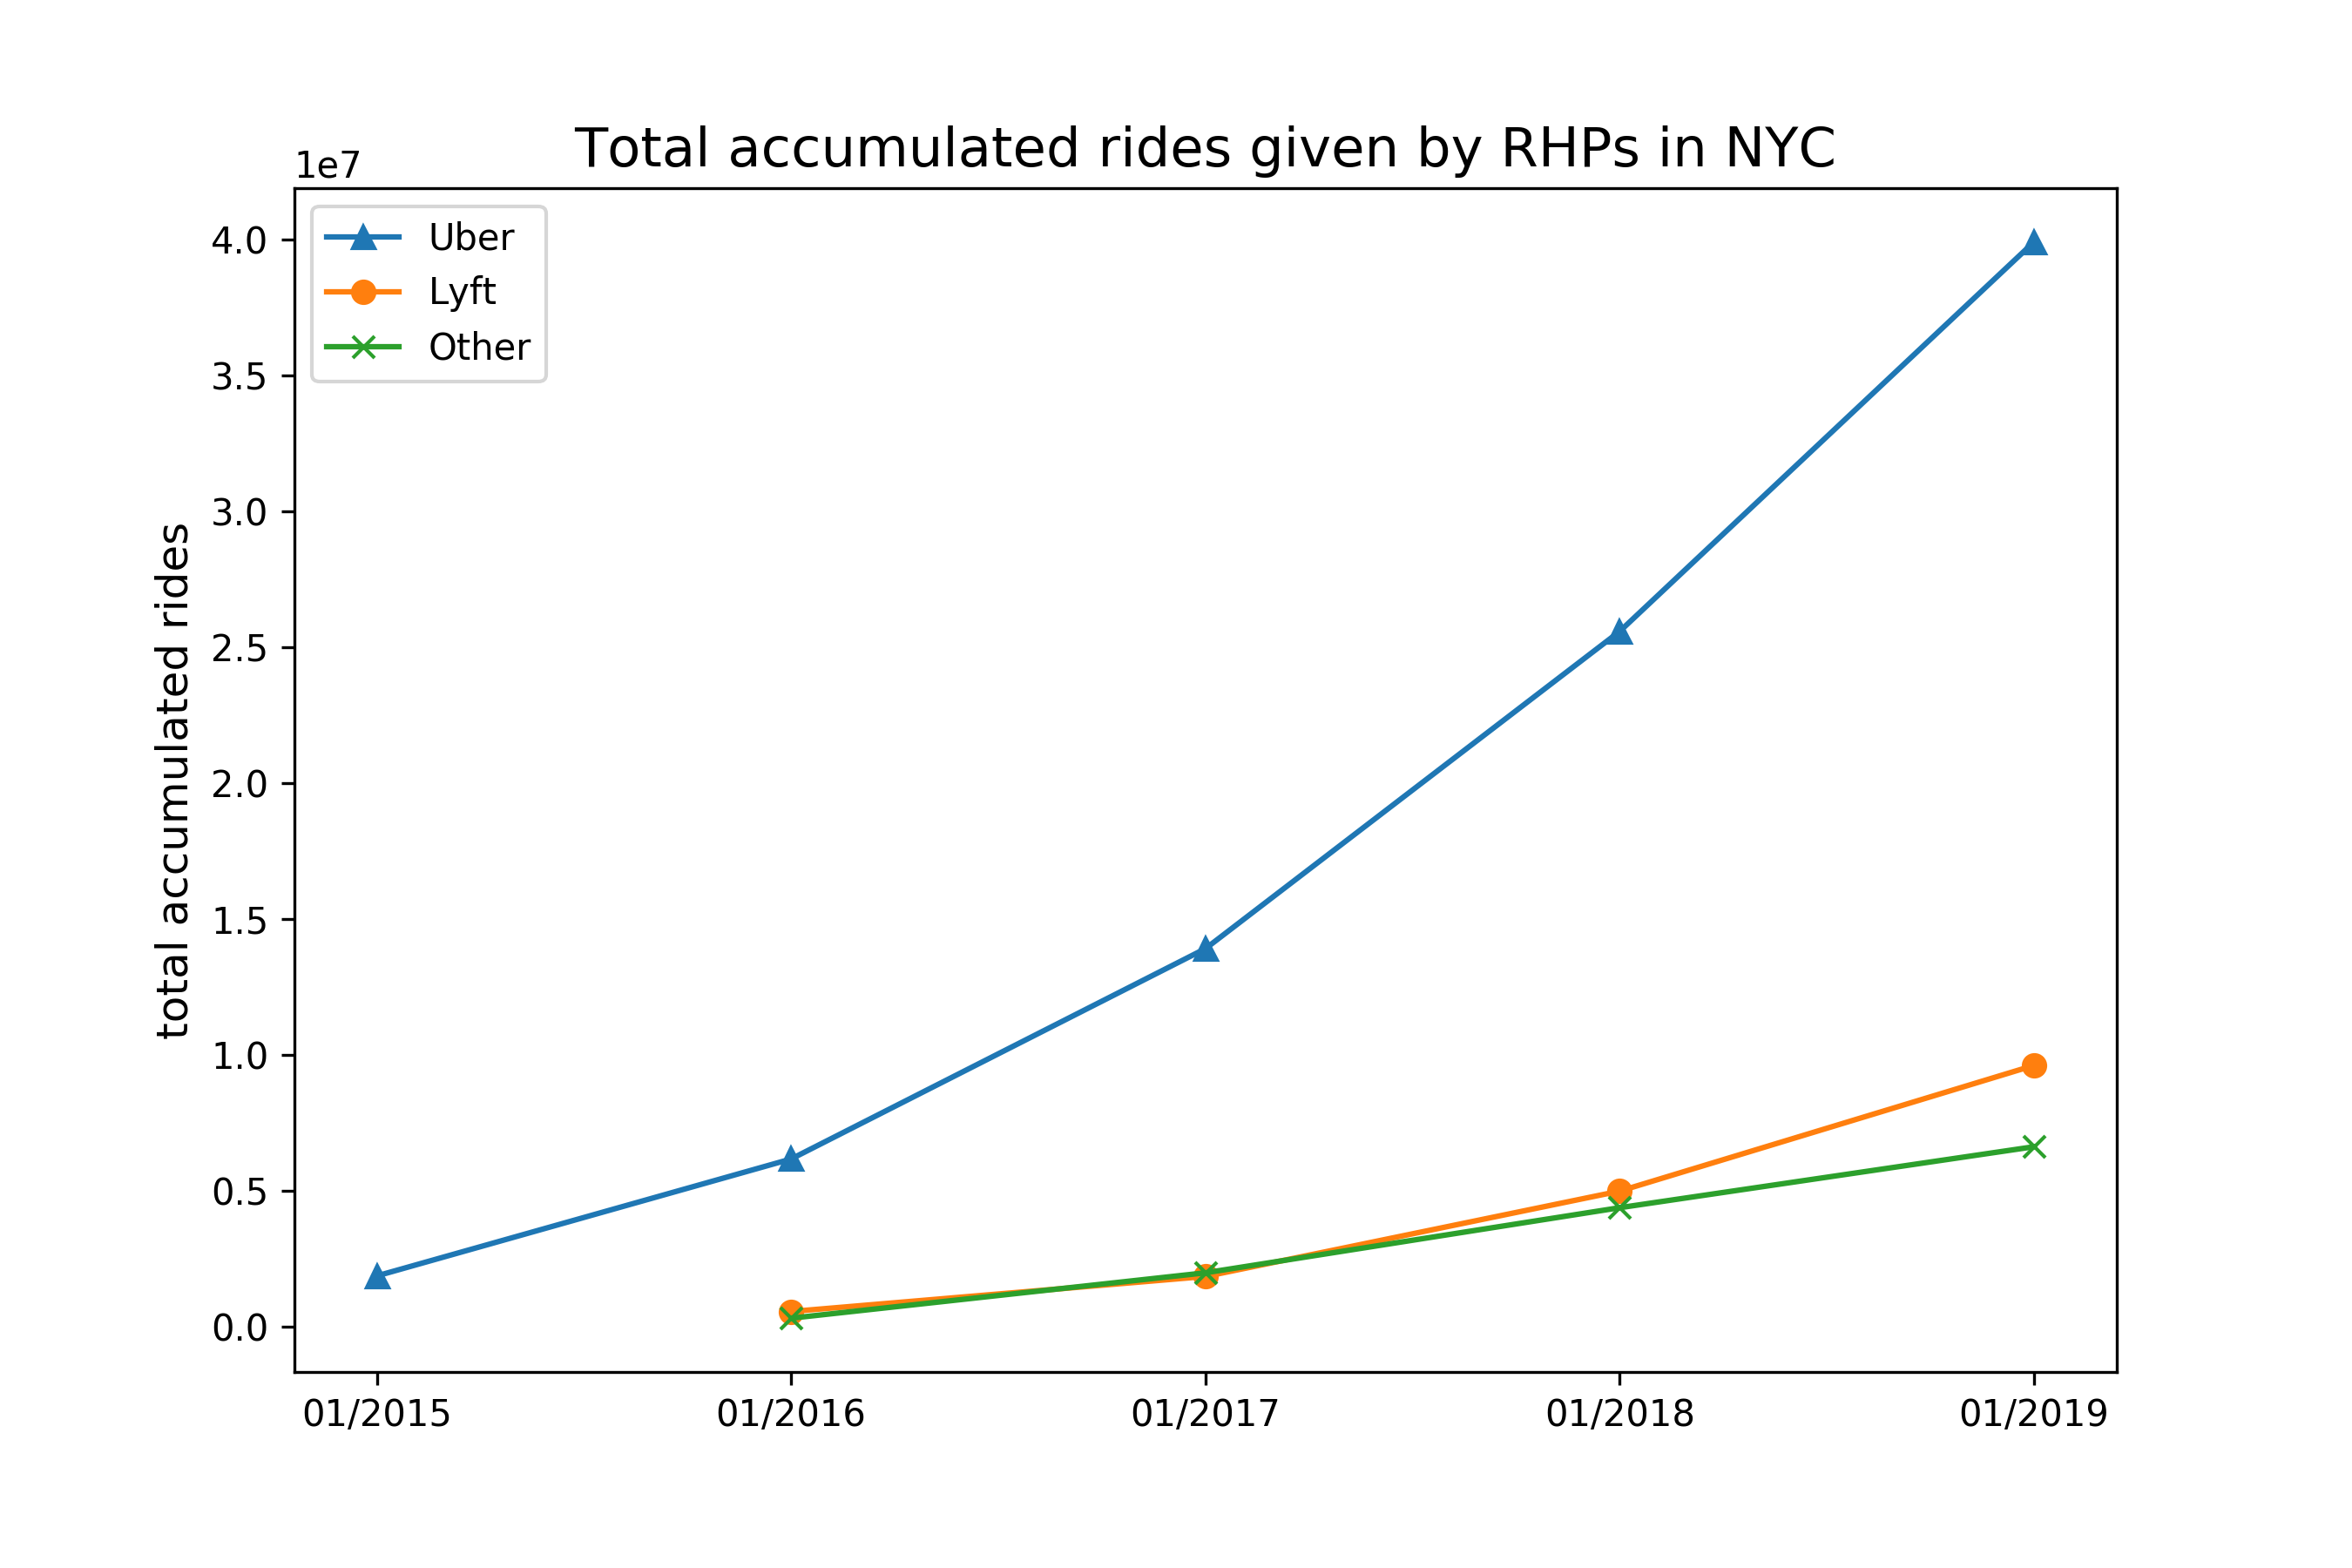 Total accumulated rides given by RHPs in NYC
1e7
Uber
Lyft
Other
total accumulated rides
4.0
3.5
3.0
2.5
2.0
1.5
1.0
0.5
0.0
01/2015 01/2016 01/2017 01/2018 01/2019